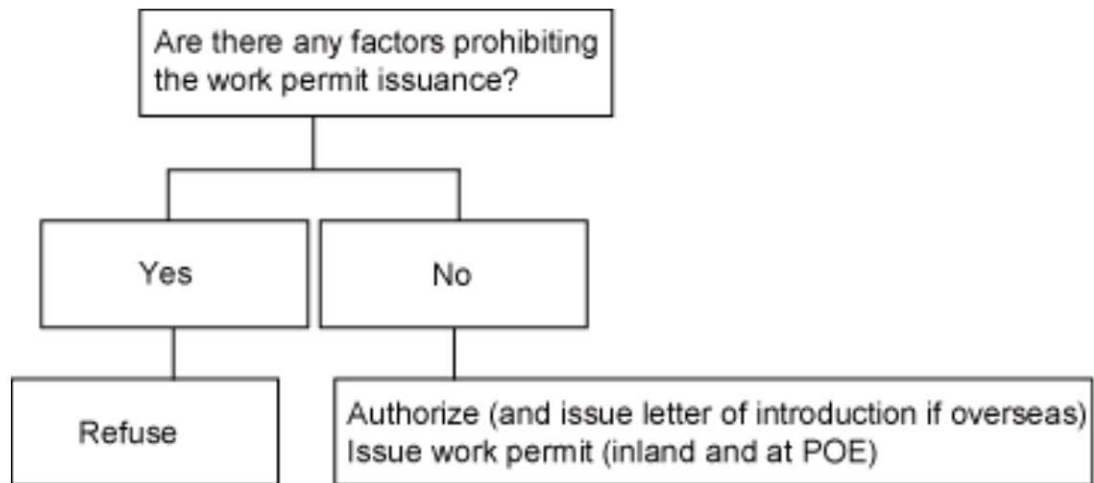 Are there any factors prohibiting
the work permit issuance?
Yes
No
Refuse
Authorize (and issue letter of introduction if overseas)
Issue work permit (inland and at POE)